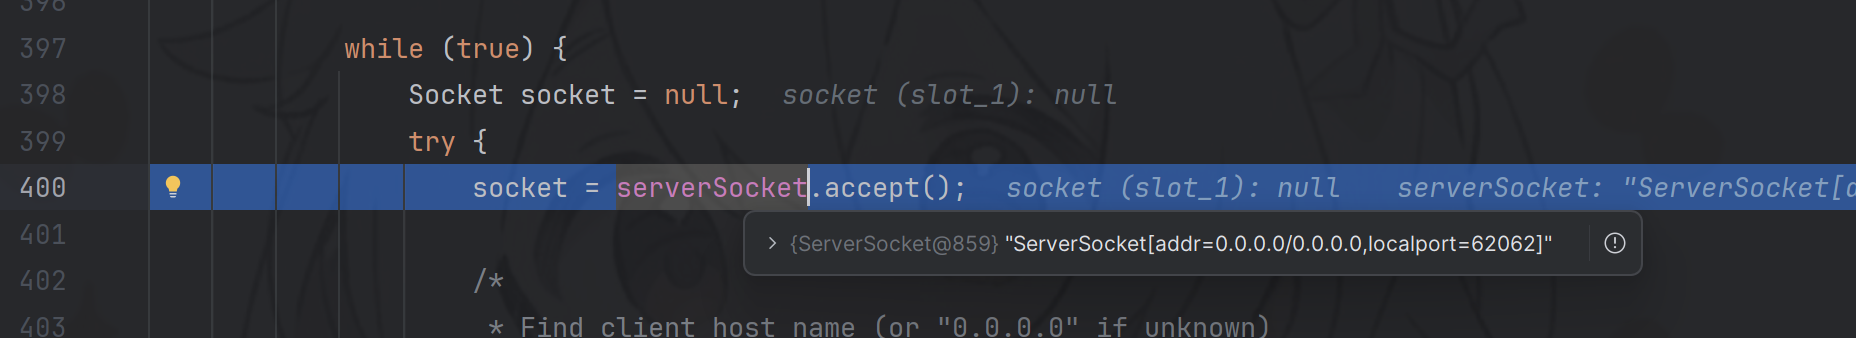 396
397 while (true) {
398 Socket socket = null; socket (slot_1): null
399 try {
400 socket = serverSocket.accept(); socket (slot_1): null serverSocket: "ServerSocket[a
401
{ServerSocket@859} "ServerSocket[addr=0.0.0.0/0.0.0.0,localport=62062]"
402 /*
403 * Find client host name (or "0.0.0.0" if unknown)